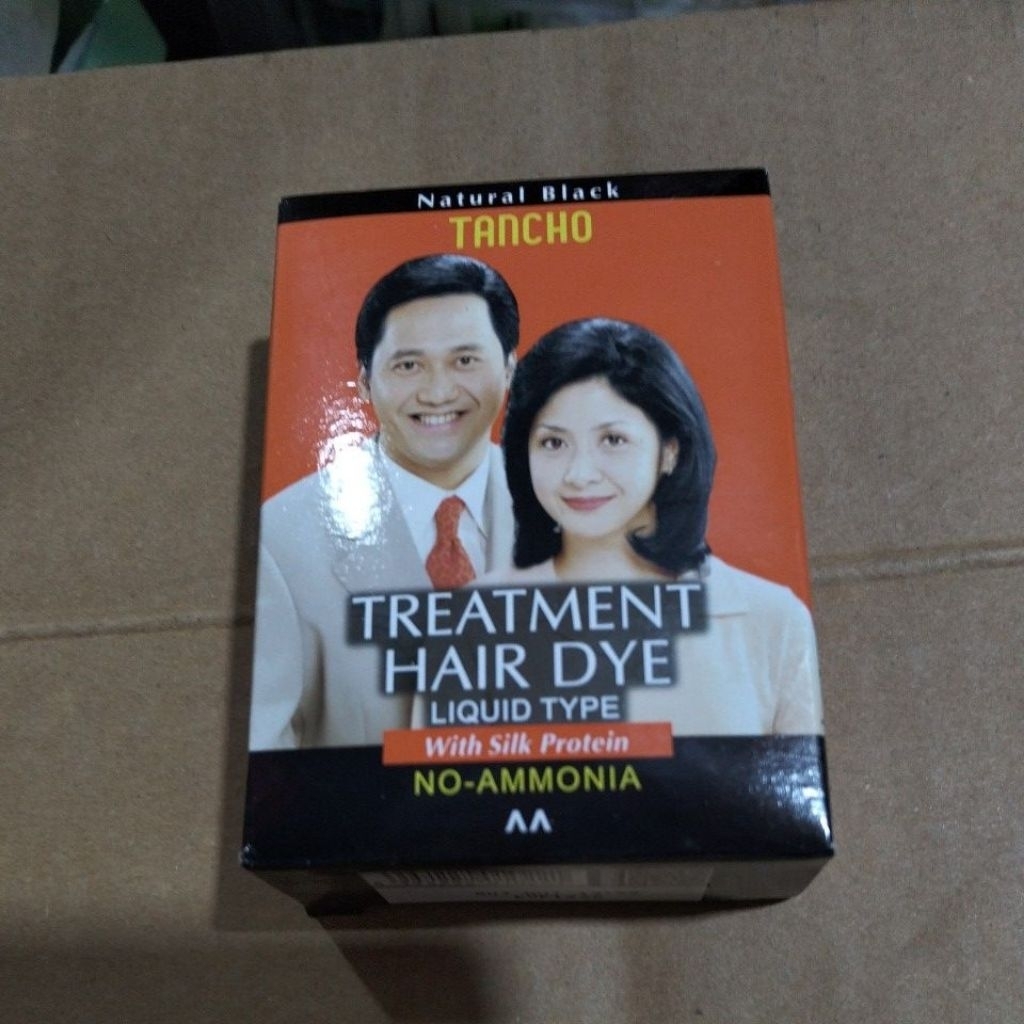 Natural Black
TANCHO
TREATMENT
HAIR DYE
LIQUID TYPE
With Silk Protein
NO-AMMONIA